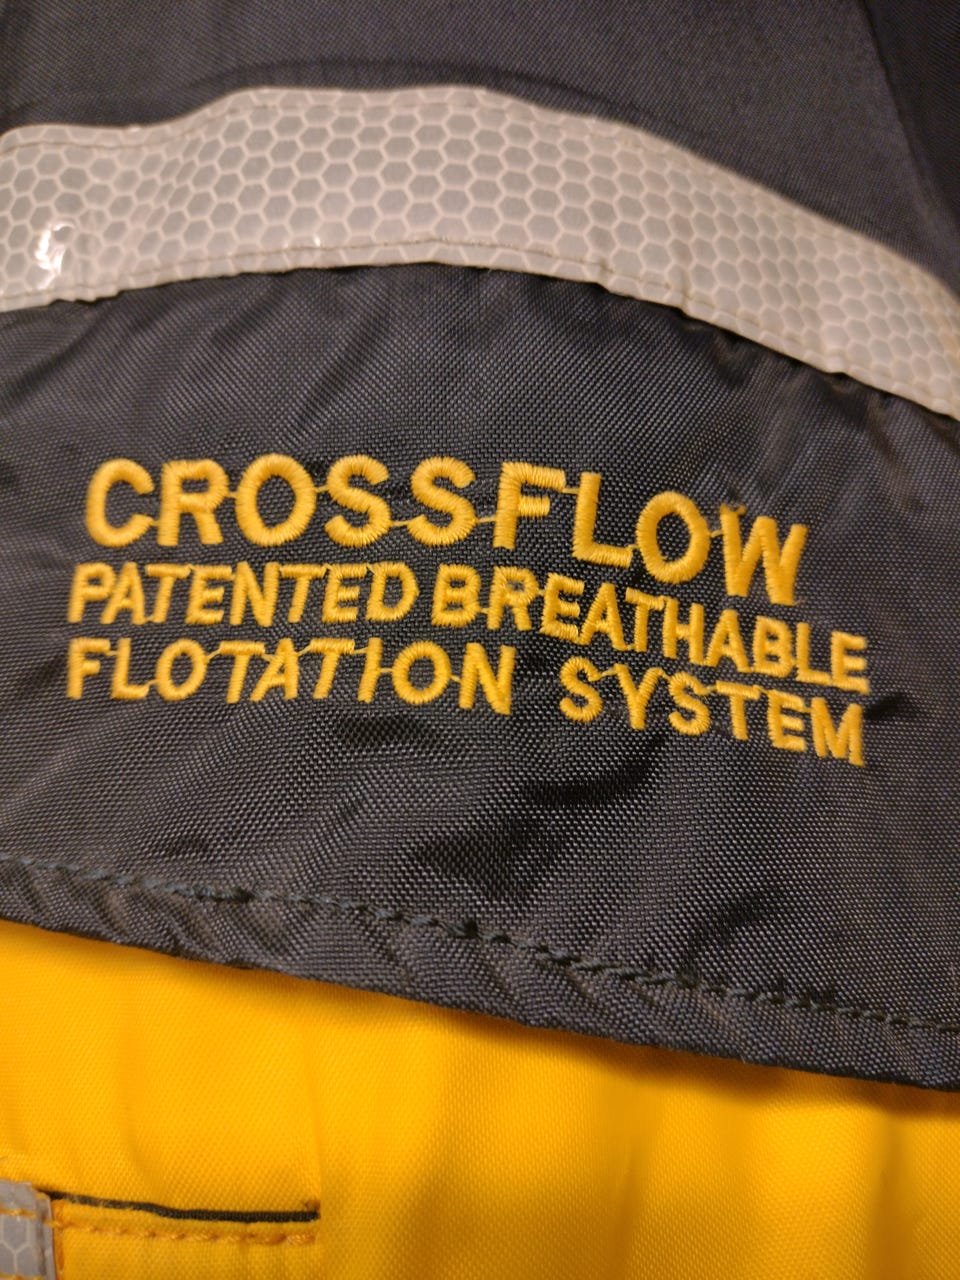 CROSSFLOW
PATENTED BREATHABLE
FLOTATION SYSTEM